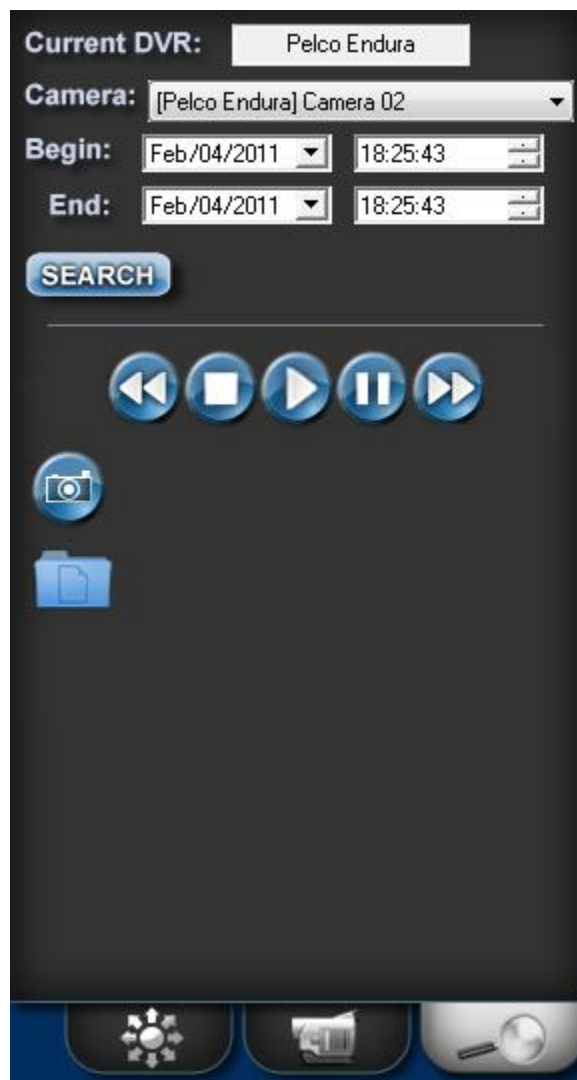 Current DVR: Pelco Endura
Camera: [Pelco Endura] Camera 02
Begin: Feb/04/2011 18:25:43
End: Feb/04/2011 18:25:43
SEARCH